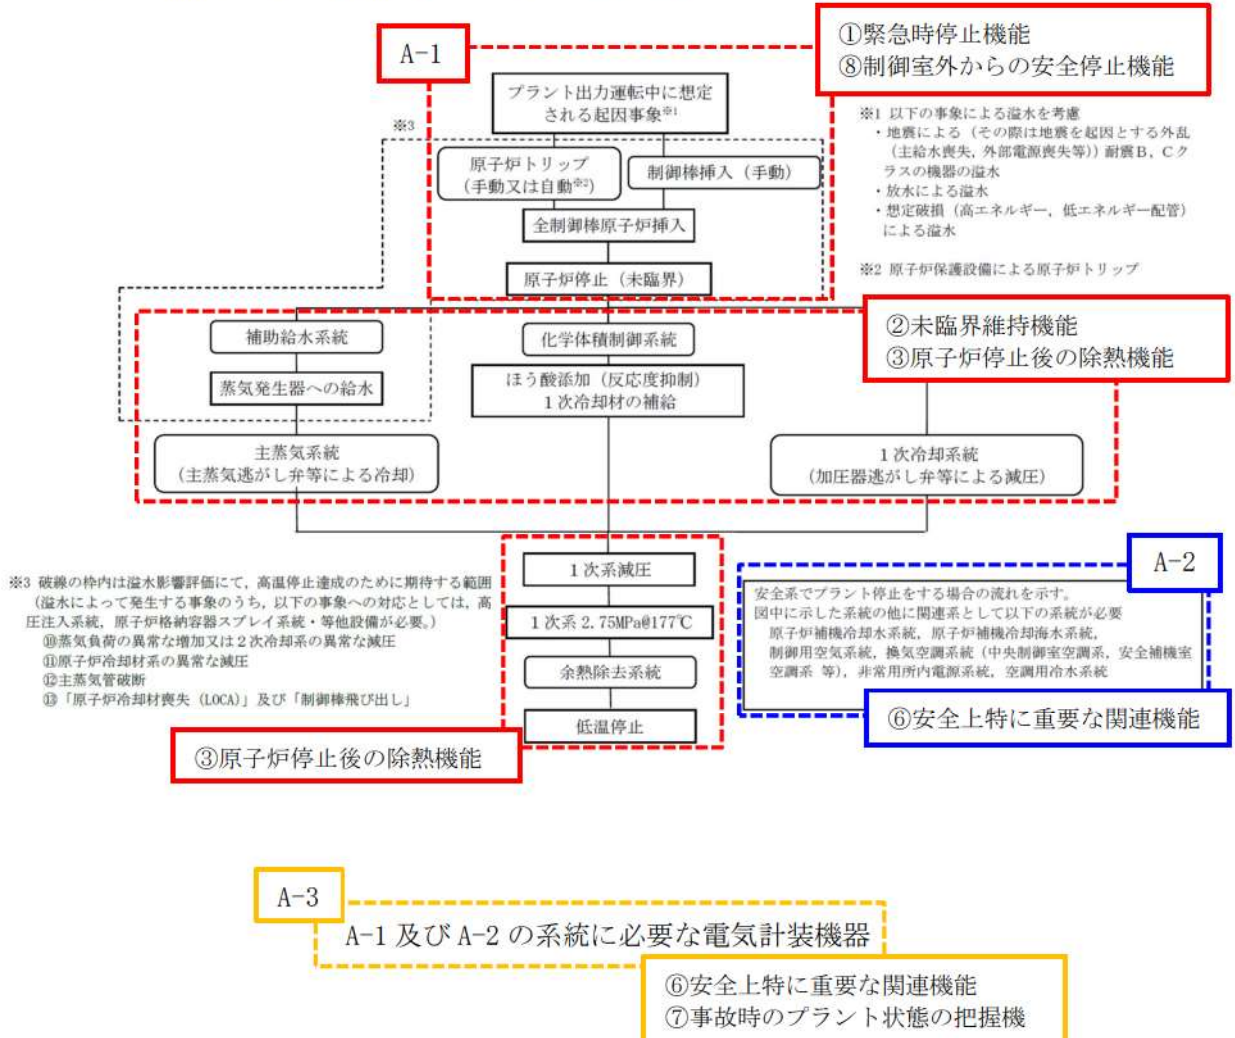 A-1
①緊急時停止機能
⑧制御室外からの安全停止機能
プラント出力運転中に想定
される起因事象※1
※3
原子炉トリップ
(手動又は自動※2)
制御棒挿入（手動）
全制御棒原子炉挿入
原子炉停止（未臨界）
※1 以下の事象による溢水を考慮
・地震による（その際は地震を起因とする外乱
（主給水喪失，外部電源喪失等））耐震Ｂ，Ｃク
ラスの機器の溢水
・放水による溢水
・想定破損（高エネルギー，低エネルギー配管）
による溢水
※2 原子炉保護設備による原子炉トリップ
②未臨界維持機能
③原子炉停止後の除熱機能
補助給水系統
蒸気発生器への給水
化学体積制御系統
ほう酸添加（反応度抑制）
１次冷却材の補給
主蒸気系統
(主蒸気逃がし弁等による冷却)
１次冷却系統
(加圧器逃がし弁等による減圧)
１次系減圧
１次系 2.75MPa@177℃
余熱除去系統
低温停止
③原子炉停止後の除熱機能
※3 破線の枠内は溢水影響評価にて，高温停止達成のために期待する範囲
（溢水によって発生する事象のうち，以下の事象への対応としては，高
圧注入系統，原子炉格納容器スプレイ系統・等他設備が必要。）
⑩蒸気負荷の異常な増加又は２次冷却系の異常な減圧
⑪原子炉冷却材系の異常な減圧
⑫主蒸気管破断
⑬「原子炉冷却材喪失（LOCA)」及び「制御棒飛び出し」
A-2
安全系でプラント停止をする場合の流れを示す。
図中に示した系統の他に関連系として以下の系統が必要
原子炉補機冷却水系統，原子炉補機冷却海水系統，
制御用空気系統，換気空調系統（中央制御室空調系，安全補機室
空調系 等)，非常用所内電源系統，空調用冷水系統
⑥安全上特に重要な関連機能
A-3
A-1 及び A-2 の系統に必要な電気計装機器
⑥安全上特に重要な関連機能
⑦事故時のプラント状態の把握機